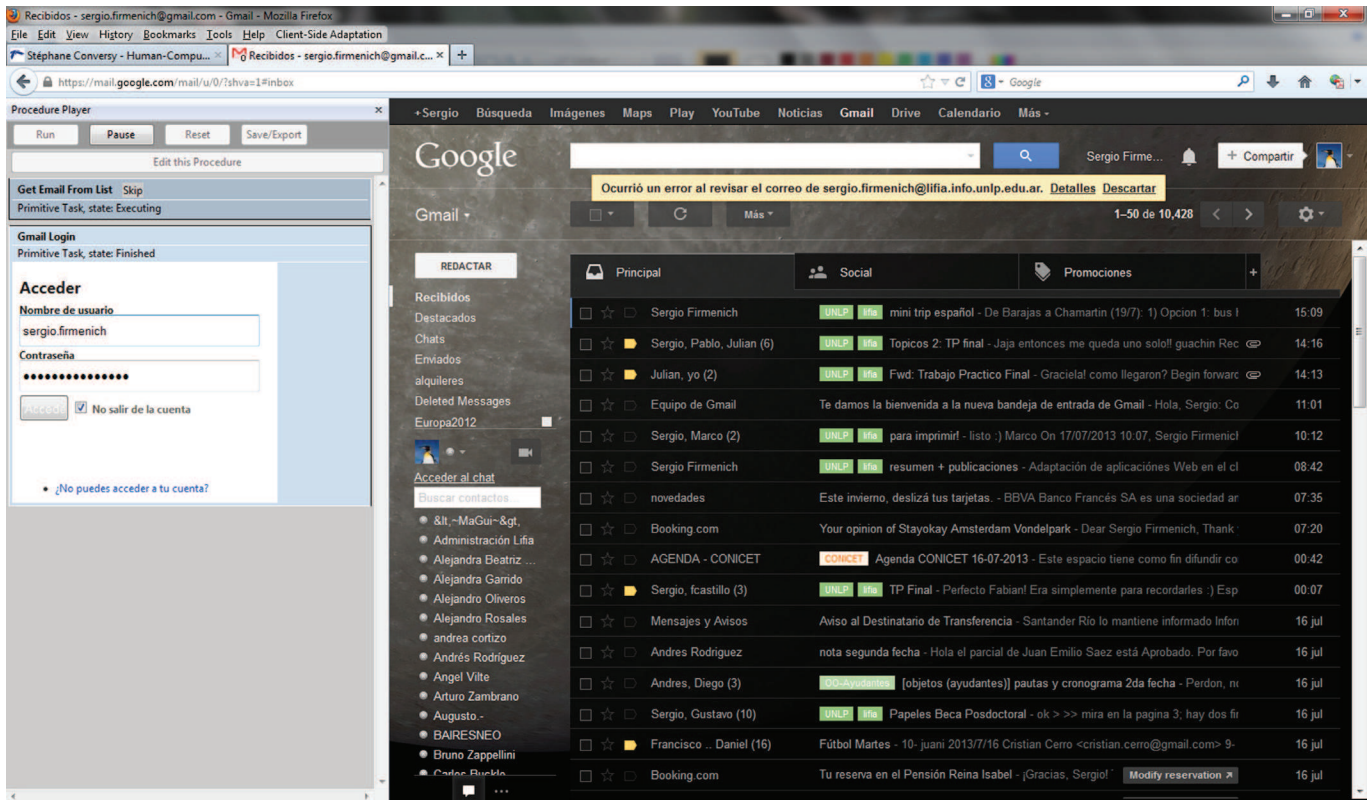 Recibidos - sergio.firmenich@gmail.com - Gmail - Mozilla Firefox
File Edit View History Bookmarks Tools Help Client-Side Adaptation
Stéphane Conversy - Human-Compu... × Recibidos - sergio.firmenich@gmail.c... × +
https://mail.google.com/mail/u/0/?shva=1#inbox
Google
Procedure Player ×
Run Pause Reset Save/Export
Edit this Procedure
Get Email From List Skip
Primitive Task, state: Executing
Gmail Login
Primitive Task, state: Finished
Acceder
Nombre de usuario
sergio.firmenich
Contraseña
•••••••••••••••
No salir de la cuenta
• ¿No puedes acceder a tu cuenta?
+Sergio Búsqueda Imágenes Maps Play YouTube Noticias Gmail Drive Calendario Más
Google Sergio Firme... + Compartir
Ocurrió un error al revisar el correo de sergio.firmenich@lifia.info.unlp.edu.ar. Detalles Descartar
Gmail Más 1–50 de 10,428
REDACTAR
Recibidos
Destacados
Chats
Enviados
alquileres
Deleted Messages
Europa2012
Acceder al chat
Buscar contactos...
&lt,~MaGui~&gt,
Administración Lifia
Alejandra Beatriz ...
Alejandra Garrido
Alejandro Oliveros
Alejandro Rosales
andrea cortizo
Andrés Rodríguez
Angel Vilte
Arturo Zambrano
Augusto.-
BAIRESNEO
Bruno Zappellini
Principal Social Promociones +
Sergio Firmenich UNLP lifia mini trip español - De Barajas a Chamartin (19/7): 1) Opcion 1: bus 15:09
Sergio, Pablo, Julian (6) UNLP lifia Topicos 2: TP final - Jaja entonces me queda uno solo!! guachin Rec 14:16
Julian, yo (2) UNLP lifia Fwd: Trabajo Practico Final - Graciela! como llegaron? Begin forwarc 14:13
Equipo de Gmail Te damos la bienvenida a la nueva bandeja de entrada de Gmail - Hola, Sergio: Co 11:01
Sergio, Marco (2) UNLP lifia para imprimir! - listo :) Marco On 17/07/2013 10:07, Sergio Firmenicl 10:12
Sergio Firmenich UNLP lifia resumen + publicaciones - Adaptación de aplicaciónes Web en el cl 08:42
novedades Este invierno, deslizá tus tarjetas. - BBVA Banco Francés SA es una sociedad ar 07:35
Booking.com Your opinion of Stayokay Amsterdam Vondelpark - Dear Sergio Firmenich, Thank 07:20
AGENDA - CONICET CONICET Agenda CONICET 16-07-2013 - Este espacio tiene como fin difundir co 00:42
Sergio, fcastillo (3) UNLP lifia TP Final - Perfecto Fabian! Era simplemente para recordarles :) Esp 00:07
Mensajes y Avisos Aviso al Destinatario de Transferencia - Santander Río lo mantiene informado Infor 16 jul
Andres Rodriguez nota segunda fecha - Hola el parcial de Juan Emilio Saez está Aprobado. Por favo 16 jul
Andres, Diego (3) OO-Ayudantes [objetos (ayudantes)] pautas y cronograma 2da fecha - Perdon, no 16 jul
Sergio, Gustavo (10) UNLP lifia Papeles Beca Posdoctoral - ok > >> mira en la pagina 3; hay dos fir 16 jul
Francisco .. Daniel (16) Fútbol Martes - 10- juani 2013/7/16 Cristian Cerro <cristian.cerro@gmail.com> 9- 16 jul
Booking.com Tu reserva en el Pensión Reina Isabel - ¡Gracias, Sergio! Modify reservation 16 jul